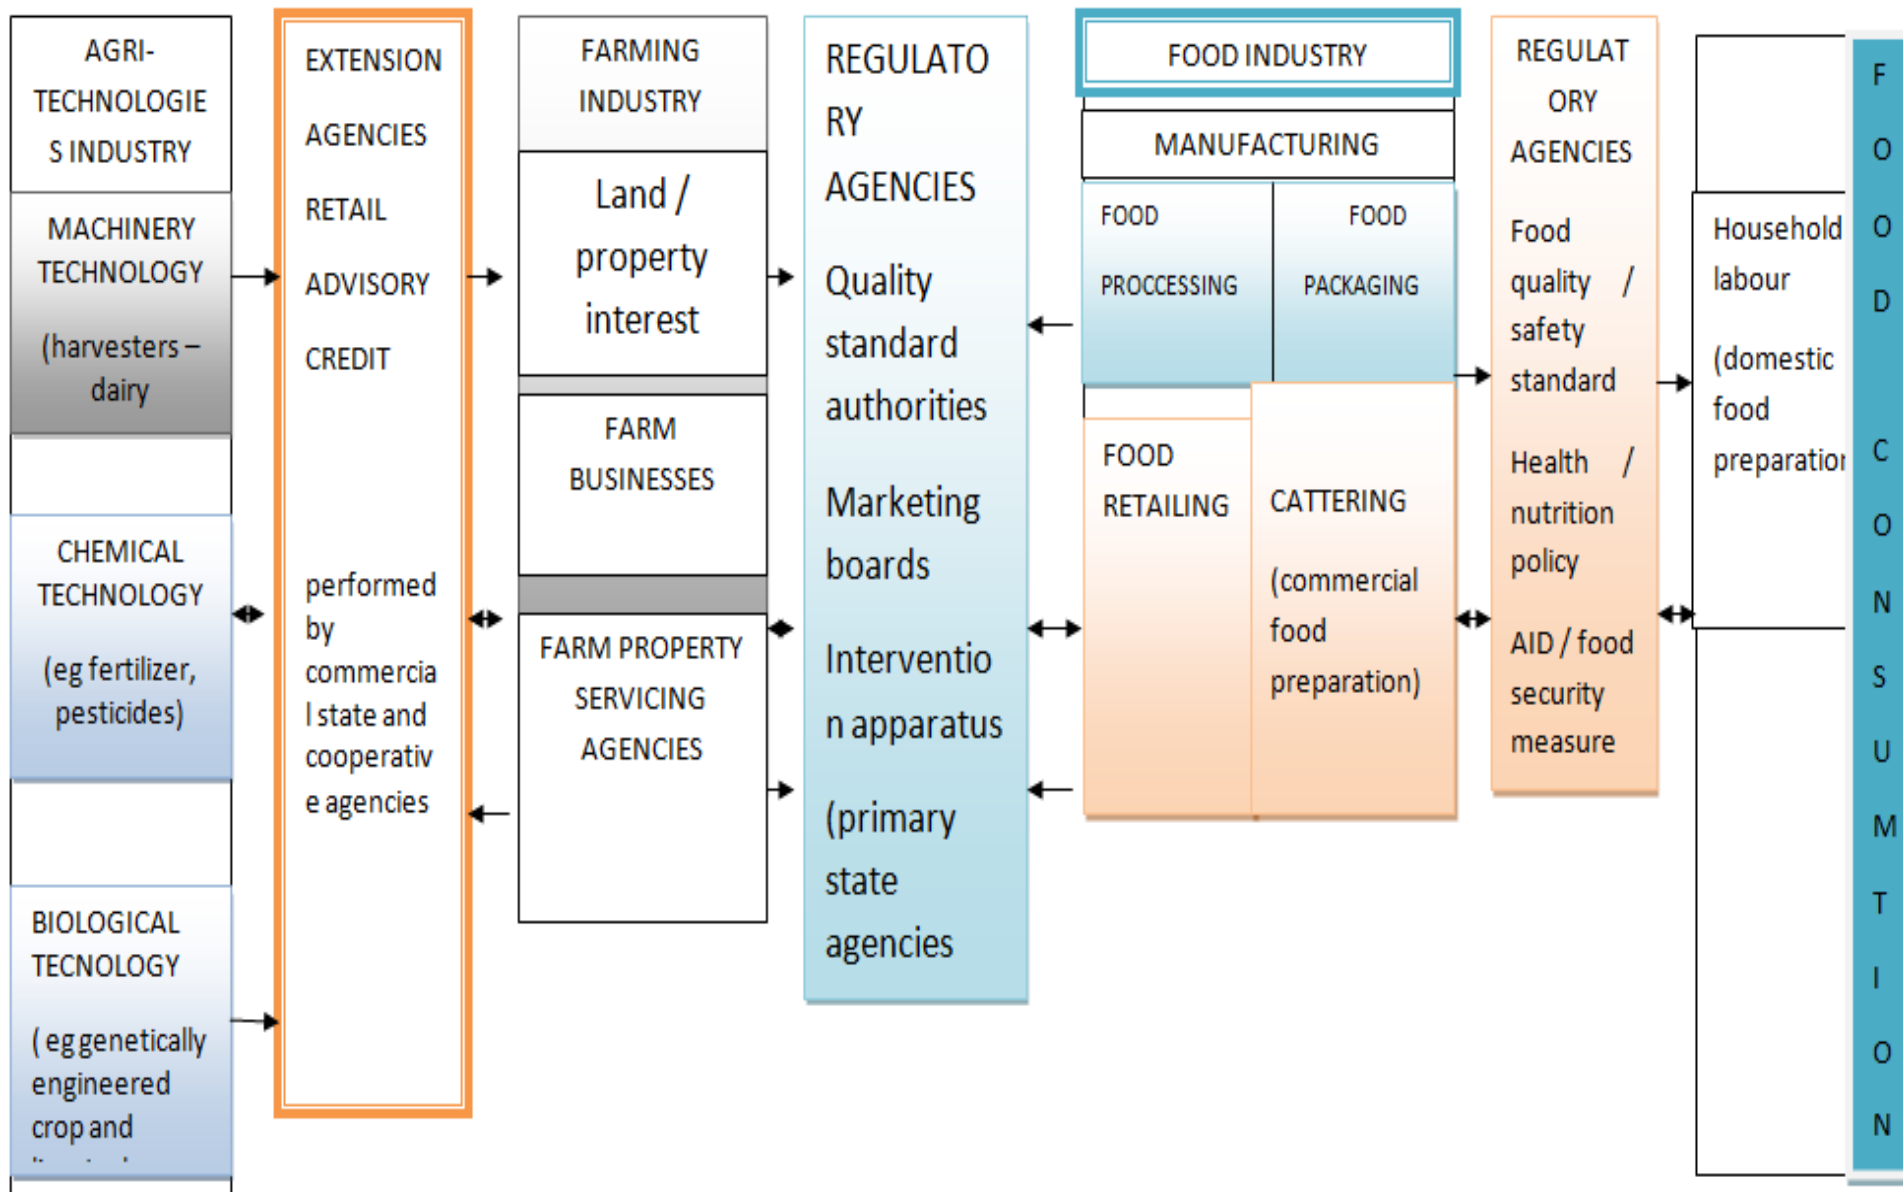 AGRI-
TECHNOLOGIE
S INDUSTRY
MACHINERY
TECHNOLOGY
(harvesters –
dairy
CHEMICAL
TECHNOLOGY
(eg fertilizer,
pesticides)
BIOLOGICAL
TECNOLOGY
( eg genetically
engineered
crop and
EXTENSION
AGENCIES
RETAIL
ADVISORY
CREDIT
performed
by
commercia
l state and
cooperativ
e agencies
FARMING
INDUSTRY
Land /
property
interest
FARM
BUSINESSES
FARM PROPERTY
SERVICING
AGENCIES
REGULATO
RY
AGENCIES
Quality
standard
authorities
Marketing
boards
Interventio
n apparatus
(primary
state
agencies
FOOD INDUSTRY
MANUFACTURING
FOOD
PROCCESSING
FOOD
PACKAGING
FOOD
RETAILING
CATTERING
(commercial
food
preparation)
REGULAT
ORY
AGENCIES
Food
quality /
safety
standard
Health /
nutrition
policy
AID / food
security
measure
Household
labour
(domestic
food
preparation
F
O
O
D
C
O
N
S
U
M
T
I
O
N